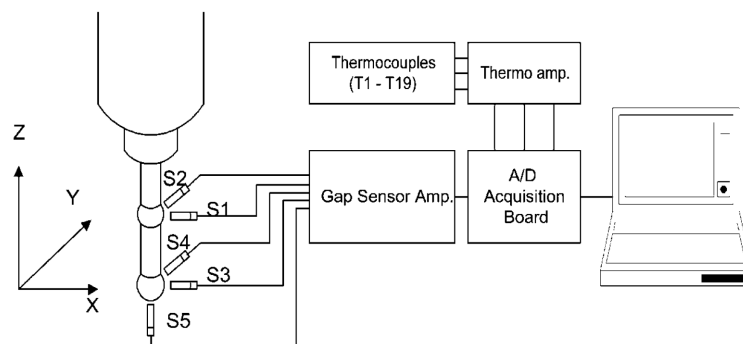 Thermocouples
(T1 - T19)
Thermo amp.
Z
S2
Y
S1
Gap Sensor Amp.
A/D
Acquisition
Board
S4
S3
X
S5